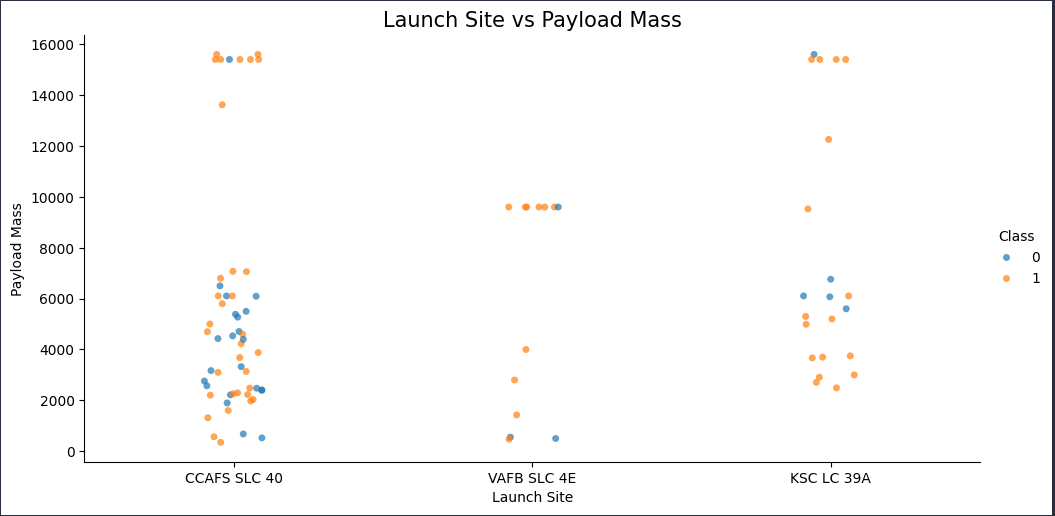 Launch Site vs Payload Mass
16000
14000
12000
10000
8000
6000
4000
2000
0
Payload Mass
CCAFS SLC 40
VAFB SLC 4E
KSC LC 39A
Launch Site
Class
0
1